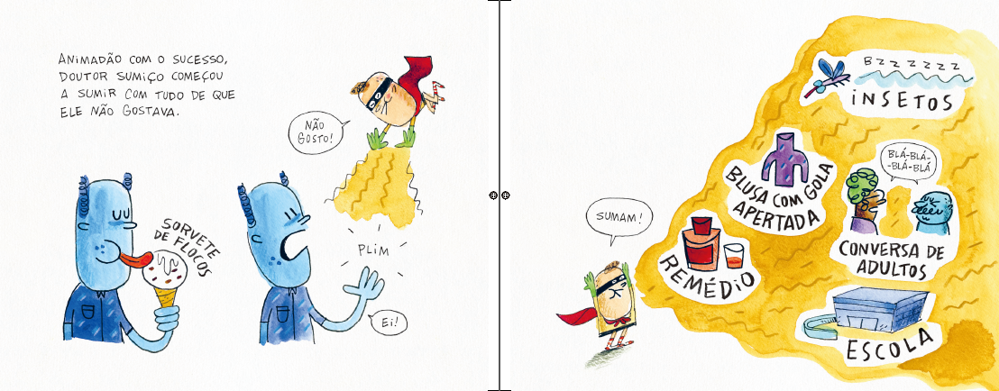 ANIMADÃO COM O SUCESSO,
DOUTOR SUMIÇO COMEÇOU
A SUMIR COM TUDO DE QUE
ELE NÃO GOSTAVA.
NÃO
GOSTO!
SORVETE
DE FLOCOS
PLIM
EI!
SUMAM!
BZZZZZZZ
INSETOS
BLUSA COM GOLA
APERTADA
BLÁ-BLÁ-
-BLÁ-BLÁ
CONVERSA DE
ADULTOS
REMÉDIO
ESCOLA